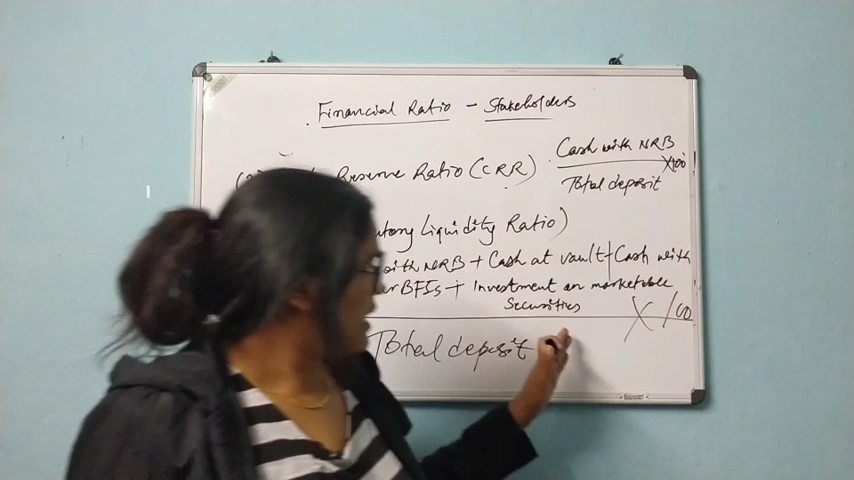 Financial Ratio - Stakeholders
Reserve Ratio (CRR) Cash with NRB
Total deposit X100
Liquidity Ratio)
with NRB + Cash at vault + Cash with
BFIs + Investment on marketable
Securities
X 100
Total deposit